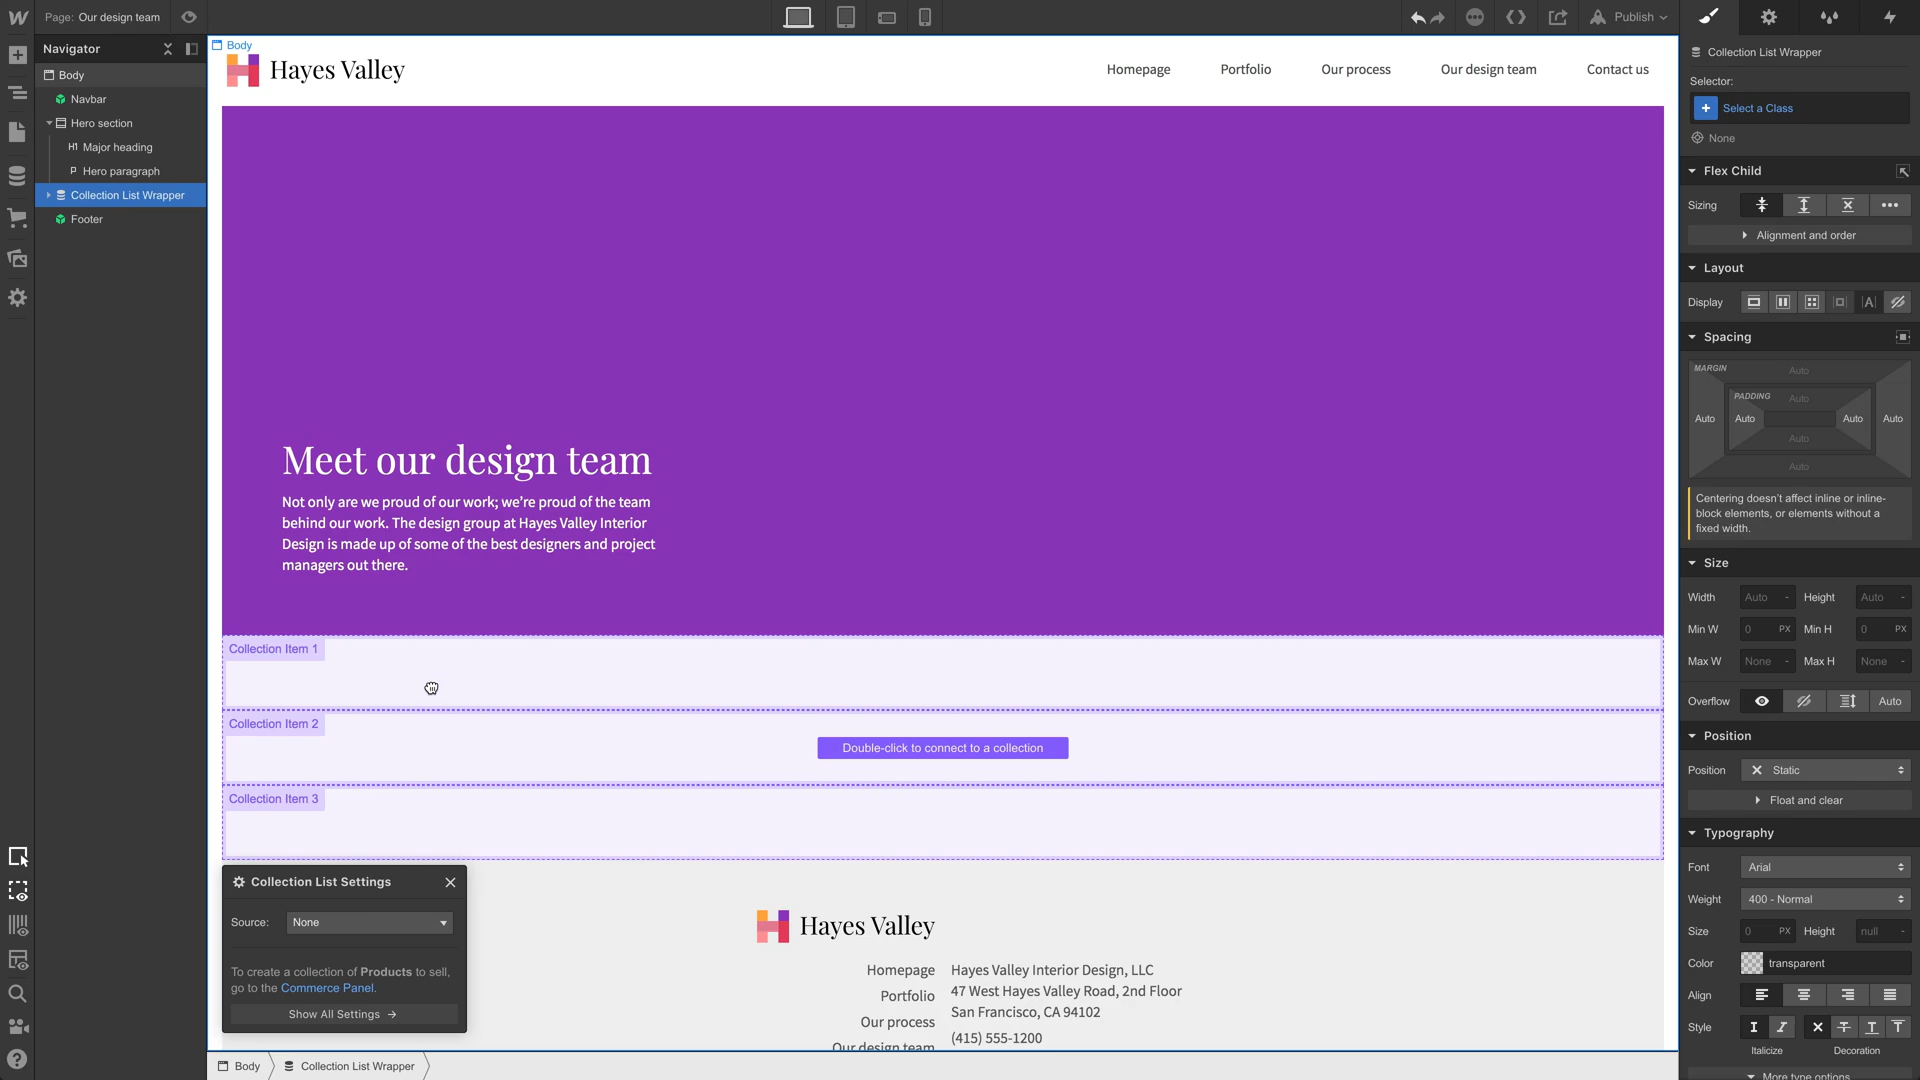 Page: Our design team
Publish
Navigator
Body
Navbar
Hero section
H1 Major heading
P Hero paragraph
Collection List Wrapper
Footer
Body
Hayes Valley
Homepage
Portfolio
Our process
Our design team
Contact us
Meet our design team
Not only are we proud of our work; we're proud of the team
behind our work. The design group at Hayes Valley Interior
Design is made up of some of the best designers and project
managers out there.
Collection Item 1
Collection Item 2
Double-click to connect to a collection
Collection Item 3
Collection List Settings
Source: None
To create a collection of Products to sell,
go to the Commerce Panel.
Show All Settings →
Hayes Valley
Homepage
Portfolio
Our process
Our design team
Hayes Valley Interior Design, LLC
47 West Hayes Valley Road, 2nd Floor
San Francisco, CA 94102
(415) 555-1200
Body
Collection List Wrapper
Collection List Wrapper
Selector:
+ Select a Class
None
Flex Child
Sizing
Alignment and order
Layout
Display
Spacing
MARGIN Auto
PADDING Auto
Auto Auto Auto Auto
Auto
Auto
Centering doesn't affect inline or inline-
block elements, or elements without a
fixed width.
Size
Width Auto - Height Auto -
Min W 0 PX Min H 0 PX
Max W None - Max H None -
Overflow Auto
Position
Position Static
Float and clear
Typography
Font Arial
Weight 400 - Normal
Size 0 PX Height null -
Color transparent
Align
Style
Italicize Decoration
More type options